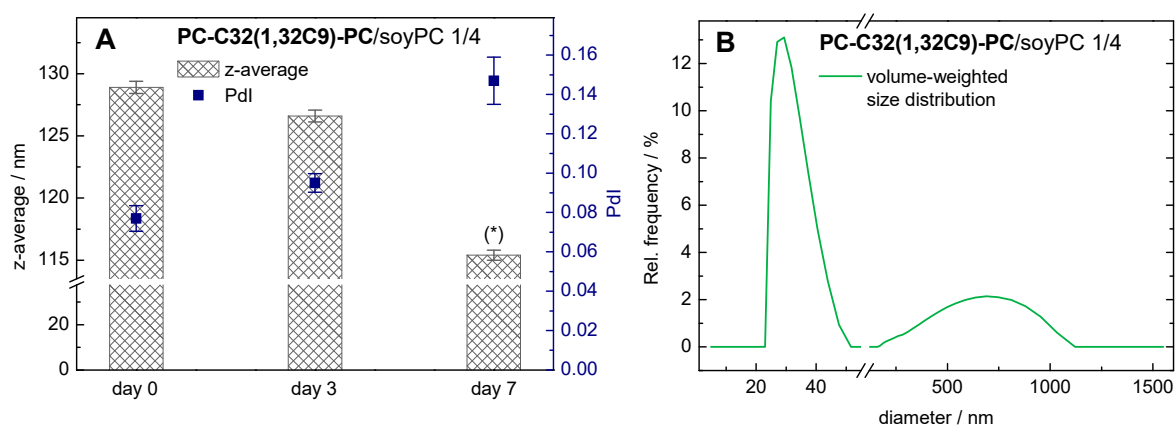 A
PC-C32(1,32C9)-PC/soyPC 1/4
z-average
PdI
(*)
z-average / nm
130
125
120
115
20
0
0.16
0.14
0.12
0.10
0.08
0.06
0.04
0.02
0.00
PdI
day 0
day 3
day 7
B
PC-C32(1,32C9)-PC/soyPC 1/4
volume-weighted
size distribution
Rel. frequency / %
12
10
8
6
4
2
0
20
40
500
1000
1500
diameter / nm